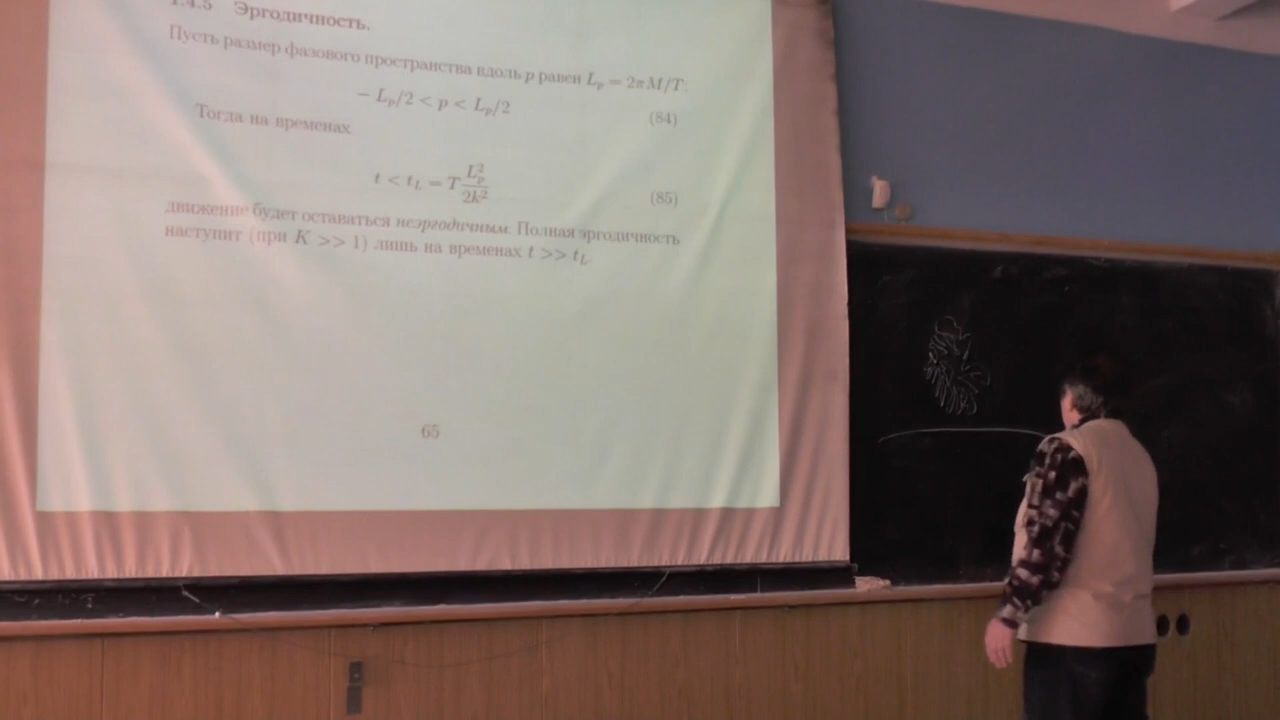 1.4.5 Эргодичность.
Пусть размер фазового пространства вдоль p равен L_p = 2πM/T:
− L_p/2 < p < L_p/2 (84)
Тогда на временах
t < t_L = T L_p^2 / 2k^2 (85)
движение будет оставаться неэргодичным. Полная эргодичность
наступит (при K >> 1) лишь на временах t >> t_L.
65